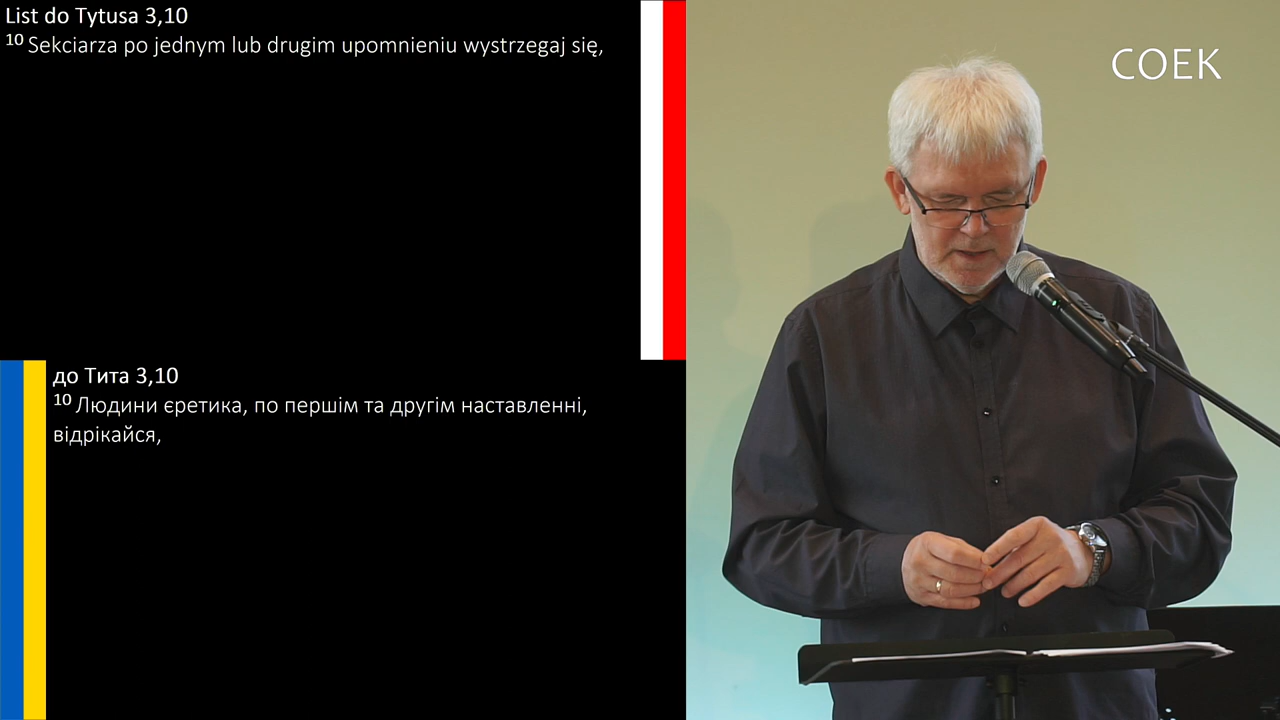 List do Tytusa 3,10
10 Sekciarza po jednym lub drugim upomnieniu wystrzegaj się,
до Тита 3,10
10 Людини єретика, по першім та другім наставленні,
відрікайся,
COEK